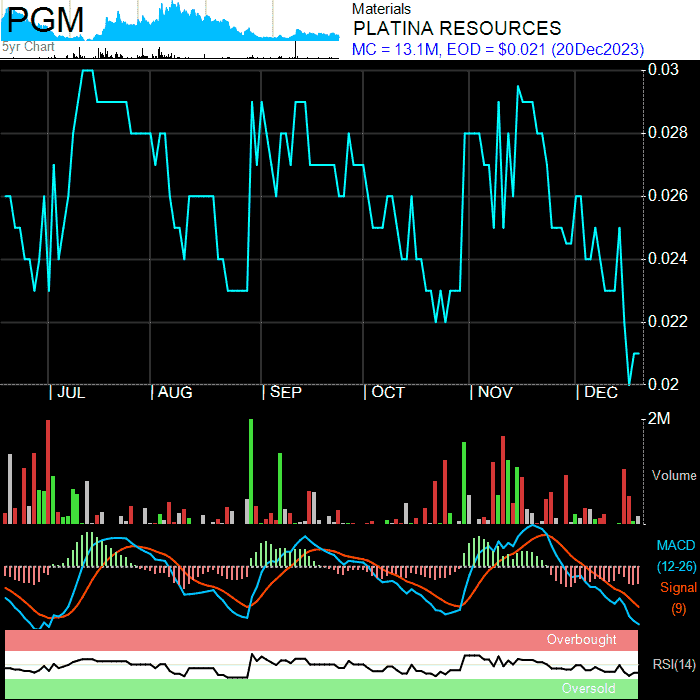 PGM
5yr Chart
Materials
PLATINA RESOURCES
MC = 13.1M, EOD = $0.021 (20Dec2023)
0.03
0.028
0.026
0.024
0.022
0.02
| JUL | AUG | SEP | OCT | NOV | DEC
2M
Volume
MACD
(12-26)
Signal
(9)
Overbought
RSI(14)
Oversold